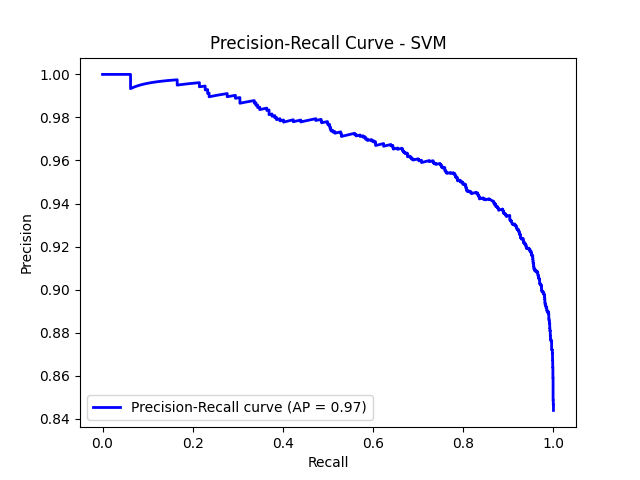 Precision-Recall Curve - SVM
1.00
0.98
0.96
0.94
0.92
0.90
0.88
0.86
0.84
Precision
Precision-Recall curve (AP = 0.97)
0.0 0.2 0.4 0.6 0.8 1.0
Recall